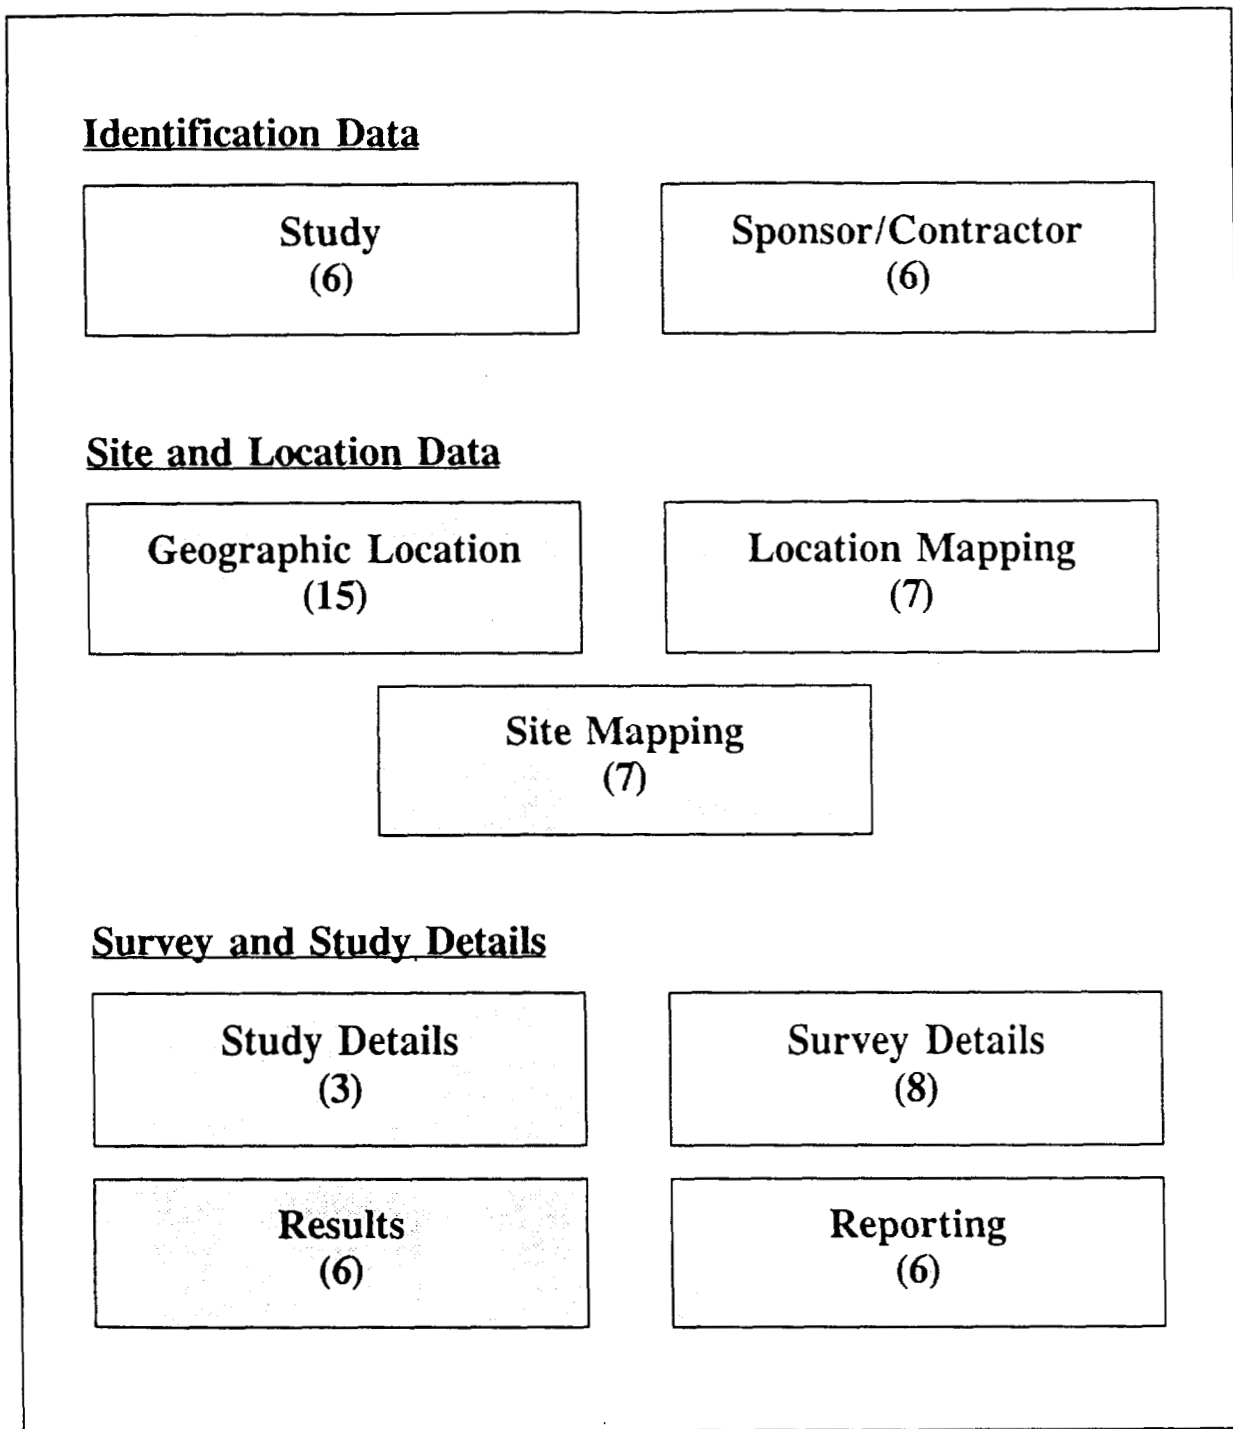 Identification Data
Study
(6)
Sponsor/Contractor
(6)
Site and Location Data
Geographic Location
(15)
Location Mapping
(7)
Site Mapping
(7)
Survey and Study Details
Study Details
(3)
Survey Details
(8)
Results
(6)
Reporting
(6)